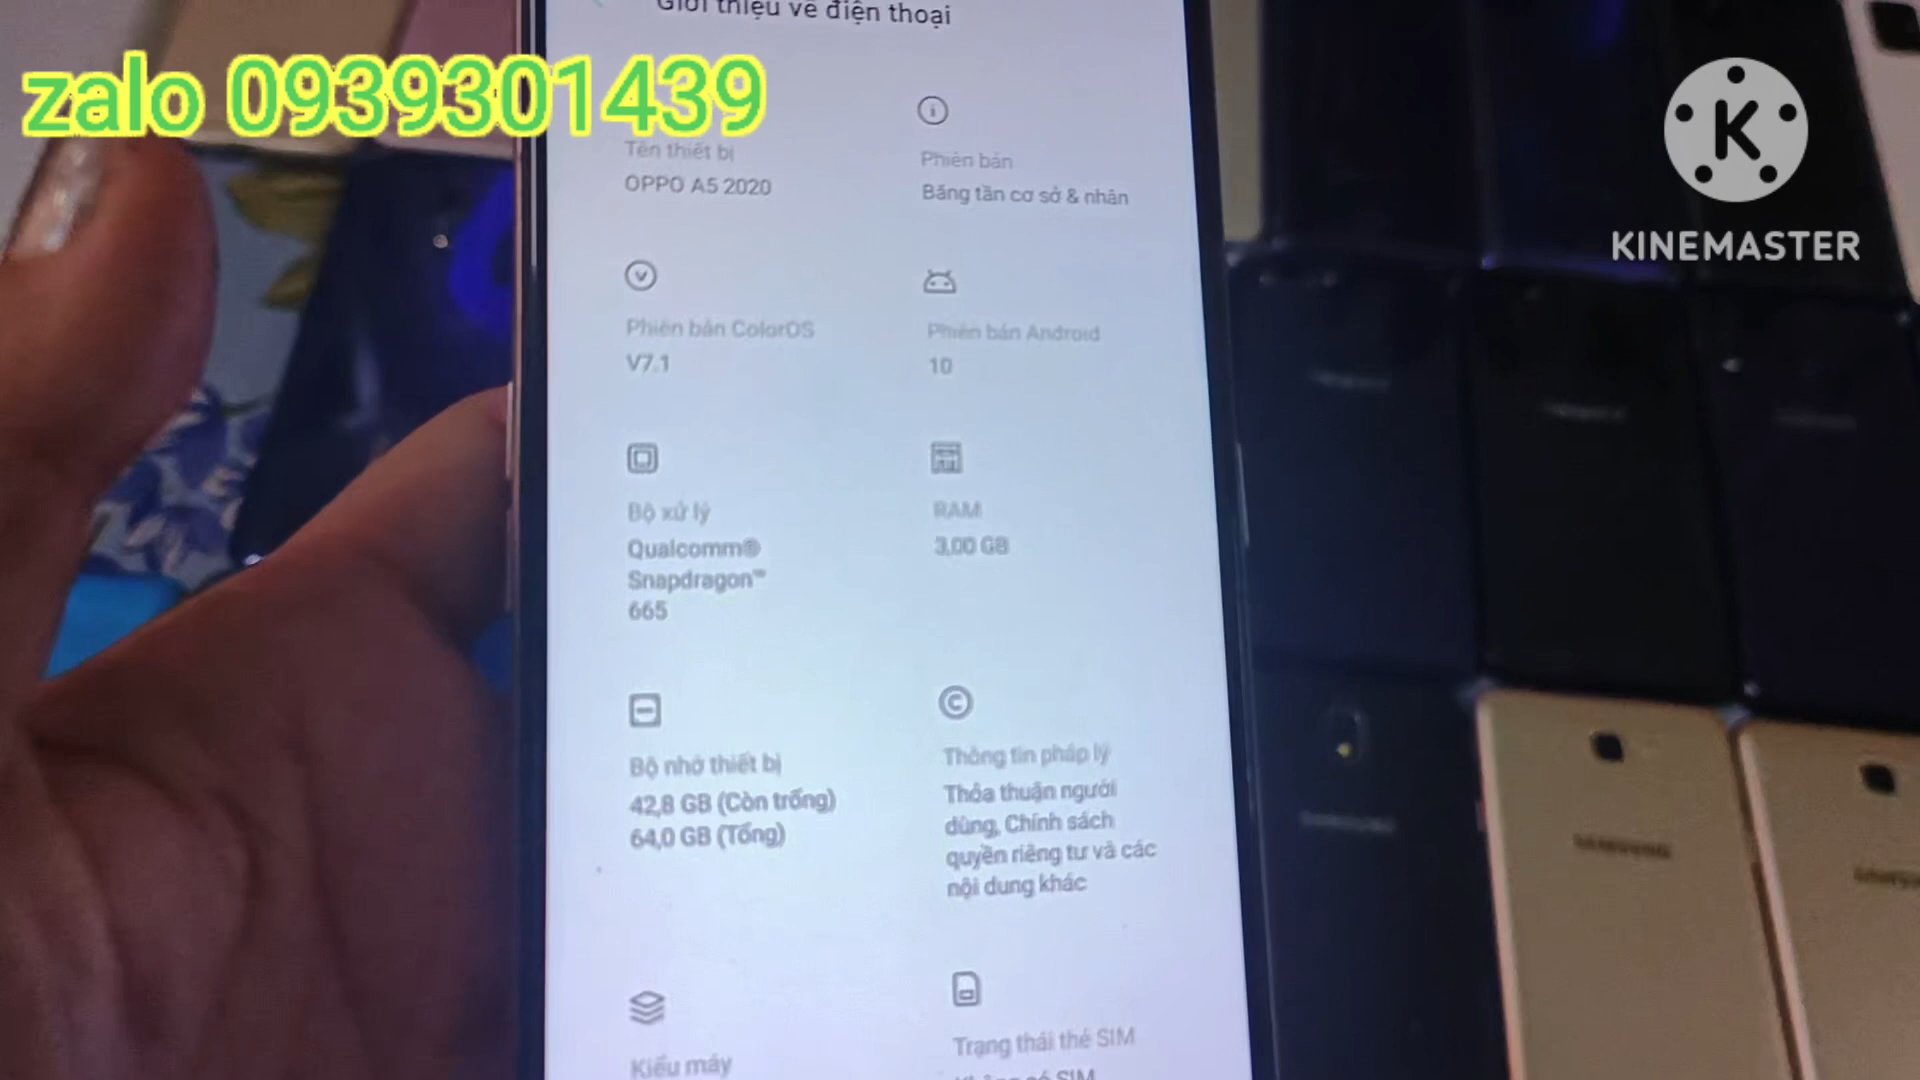 Giới thiệu về điện thoại
zalo 0939301439
KINEMASTER
Tên thiết bị
OPPO A5 2020
Phiên bản
Băng tần cơ sở & nhân
Phiên bản ColorOS
V7.1
Phiên bản Android
10
Bộ xử lý
Qualcomm®
Snapdragon™
665
RAM
3,00 GB
Bộ nhớ thiết bị
42,8 GB (Còn trống)
64,0 GB (Tổng)
Thông tin pháp lý
Thỏa thuận người
dùng, Chính sách
quyền riêng tư và các
nội dung khác
Kiểu máy
Trạng thái thẻ SIM
Không có SIM
SAMSUNG